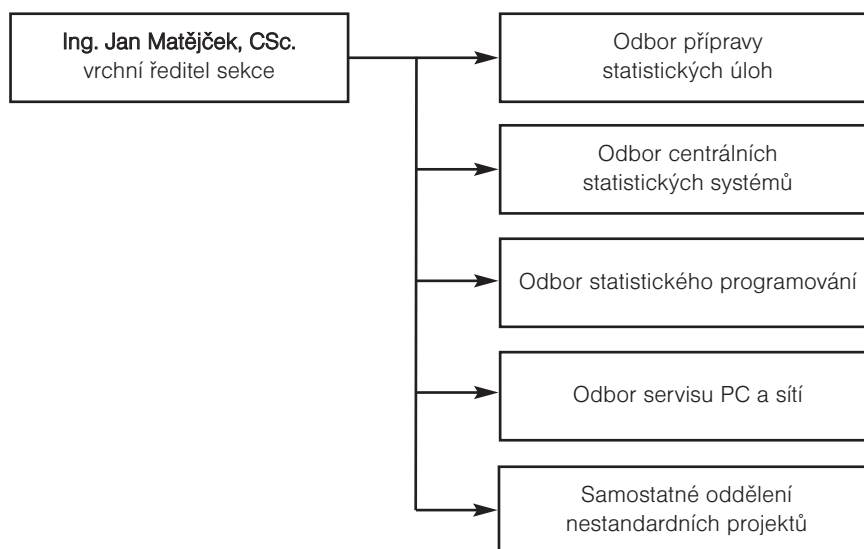 Ing. Jan Matějček, CSc.
vrchní ředitel sekce
Odbor přípravy
statistických úloh
Odbor centrálních
statistických systémů
Odbor statistického programování
Odbor servisu PC a sítí
Samostatné oddělení
nestandardních projektů